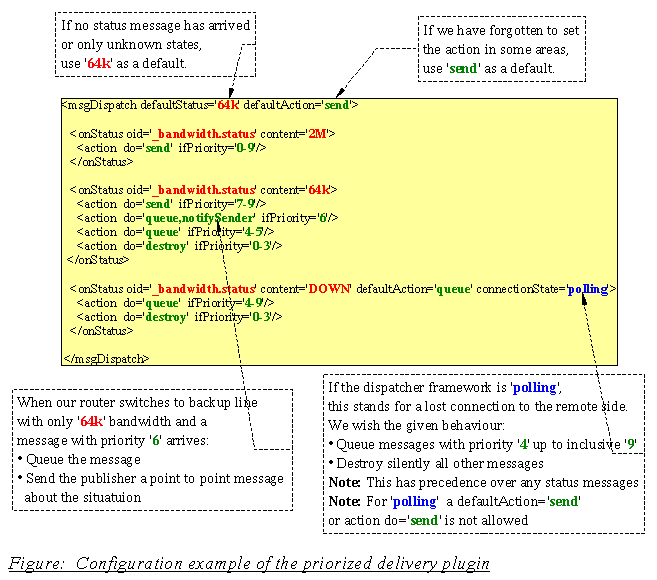 If no status message has arrived
or only unknown states,
use '64k' as a default.
If we have forgotten to set
the action in some areas,
use 'send' as a default.
<msgDispatch defaultStatus='64k' defaultAction='send'>
<onStatus oid='_bandwidth.status' content='2M'>
<action do='send' ifPriority='0-9'/>
</onStatus>
<onStatus oid='_bandwidth.status' content='64k'>
<action do='send' ifPriority='7-9'/>
<action do='queue,notifySender' ifPriority='6'/>
<action do='queue' ifPriority='4-5'/>
<action do='destroy' ifPriority='0-3'/>
</onStatus>
<onStatus oid='_bandwidth.status' content='DOWN' defaultAction='queue' connectionState='polling'>
<action do='queue' ifPriority='4-9'/>
<action do='destroy' ifPriority='0-3'/>
</onStatus>
</msgDispatch>
When our router switches to backup line
with only '64k' bandwidth and a
message with priority '6' arrives:
• Queue the message
• Send the publisher a point to point message
about the situatuion
If the dispatcher framework is 'polling',
this stands for a lost connection to the remote side.
We wish the given behaviour:
• Queue messages with priority '4' up to inclusive '9'
• Destroy silently all other messages
Note: This has precedence over any status messages
Note: For 'polling' a defaultAction='send'
or action do='send' is not allowed
Figure: Configuration example of the priorized delivery plugin